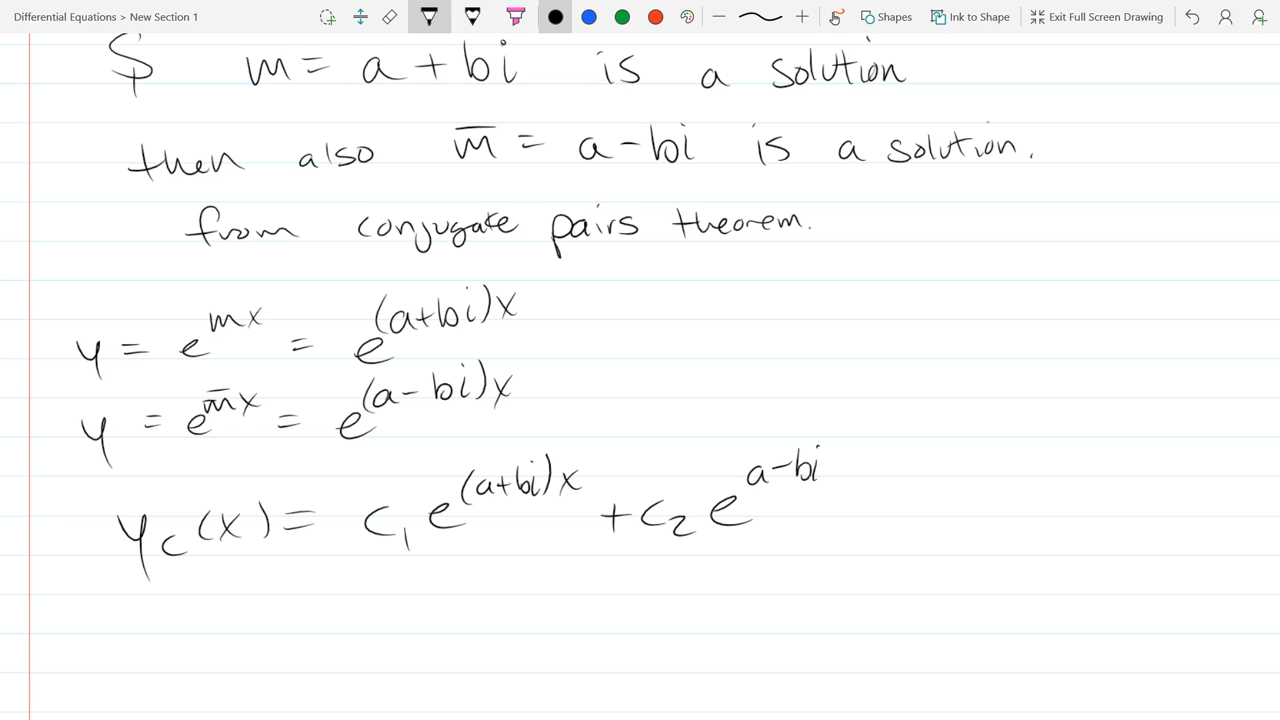 Differential Equations > New Section 1 Shapes Ink to Shape Exit Full Screen Drawing
$ m = a + bi is a solution
then also m̅ = a - bi is a solution.
from conjugate pairs theorem.
y = e^{mx} = e^{(a+bi)x}
y = e^{m̅x} = e^{(a-bi)x}
y_c(x) = c_1 e^{(a+bi)x} + c_2 e^{a-bi}